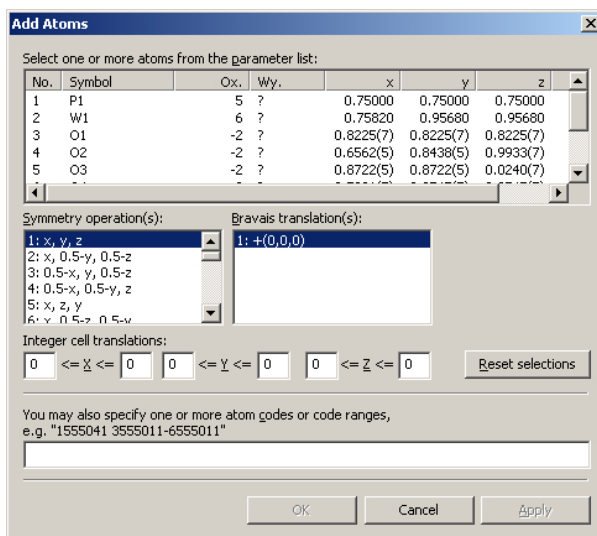 Add Atoms
Select one or more atoms from the parameter list:
No. Symbol Ox. Wy. x y z
1 P1 5 ? 0.75000 0.75000 0.75000
2 W1 6 ? 0.75820 0.95680 0.95680
3 O1 -2 ? 0.8225(7) 0.8225(7) 0.8225(7)
4 O2 -2 ? 0.6562(5) 0.8438(5) 0.9933(7)
5 O3 -2 ? 0.8722(5) 0.8722(5) 0.0240(7)
Symmetry operation(s): Bravais translation(s):
1: x, y, z 1: +(0,0,0)
2: x, 0.5-y, 0.5-z
3: 0.5-x, y, 0.5-z
4: 0.5-x, 0.5-y, z
5: x, z, y
6: x, 0.5-z, 0.5-y
Integer cell translations:
0 <= X <= 0 0 <= Y <= 0 0 <= Z <= 0 Reset selections
You may also specify one or more atom codes or code ranges,
e.g. "1555041 3555011-6555011"
OK Cancel Apply